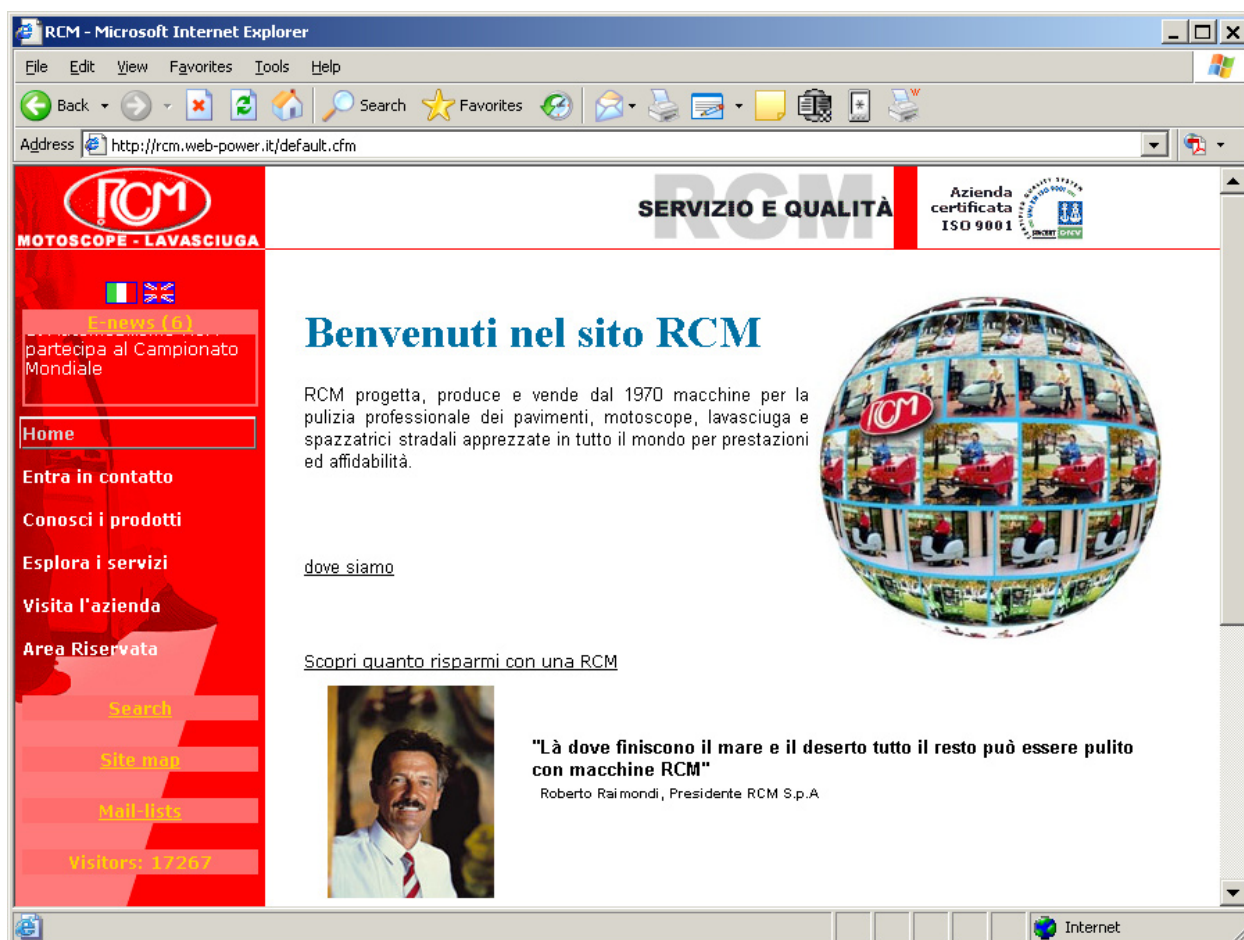 RCM - Microsoft Internet Explorer
File Edit View Favorites Tools Help
Back Search Favorites
Address http://rcm.web-power.it/default.cfm
RCM
MOTOSCOPE - LAVASCIUGA
RCM
SERVIZIO E QUALITÀ
Azienda
certificata
ISO 9001
E-news (6)
partecipa al Campionato
Mondiale
Home
Entra in contatto
Conosci i prodotti
Esplora i servizi
Visita l'azienda
Area Riservata
Search
Site map
Mail-lists
Visitors: 17267
Benvenuti nel sito RCM
RCM progetta, produce e vende dal 1970 macchine per la
pulizia professionale dei pavimenti, motoscope, lavasciuga e
spazzatrici stradali apprezzate in tutto il mondo per prestazioni
ed affidabilità.
RCM
dove siamo
Scopri quanto risparmi con una RCM
"Là dove finiscono il mare e il deserto tutto il resto può essere pulito
con macchine RCM"
Roberto Raimondi, Presidente RCM S.p.A
Internet